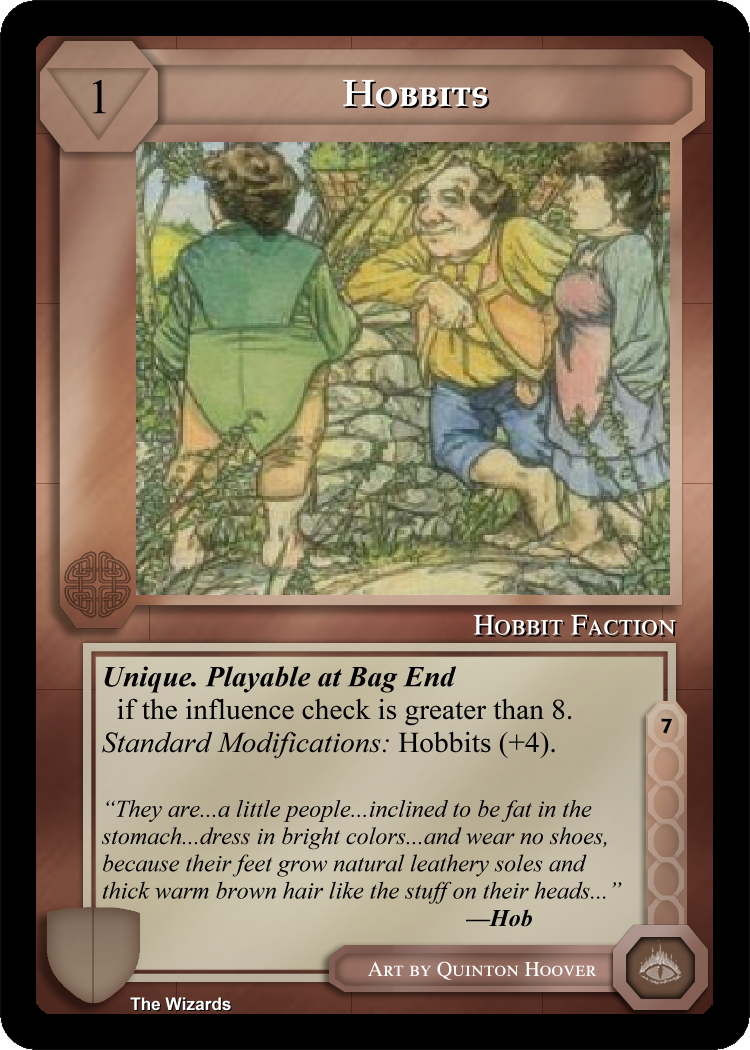 1
Hobbits
Hobbit Faction
Unique. Playable at Bag End
if the influence check is greater than 8.
Standard Modifications: Hobbits (+4).
7
“They are...a little people...inclined to be fat in the
stomach...dress in bright colors...and wear no shoes,
because their feet grow natural leathery soles and
thick warm brown hair like the stuff on their heads...”
—Hob
Art by Quinton Hoover
The Wizards